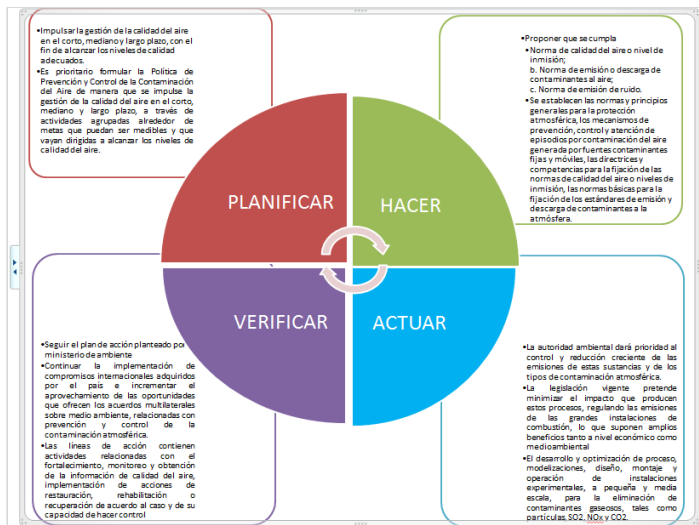 •Impulsar la gestión de la calidad del aire
en el corto, mediano y largo plazo, con el
fin de alcanzar los niveles de calidad
adecuados.
•Es prioritario formular la Política de
Prevención y Control de la Contaminación
del Aire de manera que se impulse la
gestión de la calidad del aire en el corto,
mediano y largo plazo, a través de
actividades agrupadas alrededor de
metas que puedan ser medibles y que
vayan dirigidas a alcanzar los niveles de
calidad del aire.
•Proponer que se cumpla
•Norma de calidad del aire o nivel de
inmisión;
b. Norma de emisión o descarga de
contaminantes al aire;
c. Norma de emisión de ruido.
•Se establecen las normas y principios
generales para la protección
atmosférica, los mecanismos de
prevención, control y atención de
episodios por contaminación del aire
generada por fuentes contaminantes
fijas y móviles, las directrices y
competencias para la fijación de las
normas de calidad del aire o niveles de
inmisión, las normas básicas para la
fijación de los estándares de emisión y
descarga de contaminantes a la
atmósfera.
PLANIFICAR
HACER
VERIFICAR
ACTUAR
•Seguir el plan de acción planteado por
ministerio de ambiente
•Continuar la implementación de
compromisos internacionales adquiridos
por el país e incrementar el
aprovechamiento de las oportunidades
que ofrecen los acuerdos multilaterales
sobre medio ambiente, relacionadas con
prevención y control de la
contaminación atmosférica.
•Las líneas de acción contienen
actividades relacionadas con el
fortalecimiento, monitoreo y obtención
de la información de calidad del aire,
implementación de acciones de
restauración, rehabilitación o
recuperación de acuerdo al caso y de su
capacidad de hacer control
•La autoridad ambiental dará prioridad al
control y reducción creciente de las
emisiones de estas sustancias y de los
tipos de contaminación atmosférica.
•La legislación vigente pretende
minimizar el impacto que producen
estos procesos, regulando las emisiones
de las grandes instalaciones de
combustión, lo que suponen amplios
beneficios tanto a nivel económico como
medioambiental
•El desarrollo y optimización de proceso,
modelizaciones, diseño, montaje y
operación de instalaciones
experimentales, a pequeña y media
escala, para la eliminación de
contaminantes gaseosos, tales como
partículas, SO2, NOx y CO2.